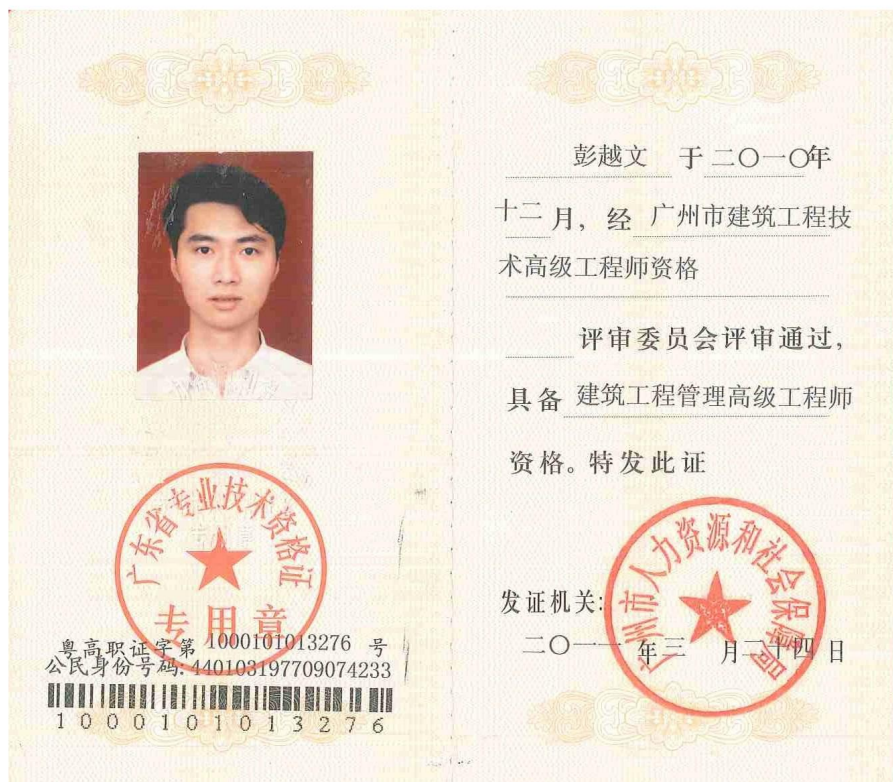 广东省专业技术资格证
专用章
粤高职证字第 1000101013276 号
公民身份号码:440103197709074233
1000101013276
彭越文 于二〇一〇年
十二月，经 广州市建筑工程技
术高级工程师资格
评审委员会评审通过，
具备 建筑工程管理高级工程师
资格。特发此证
广州市人力资源和社会保障局
发证机关:
二〇一一年三月二十四日